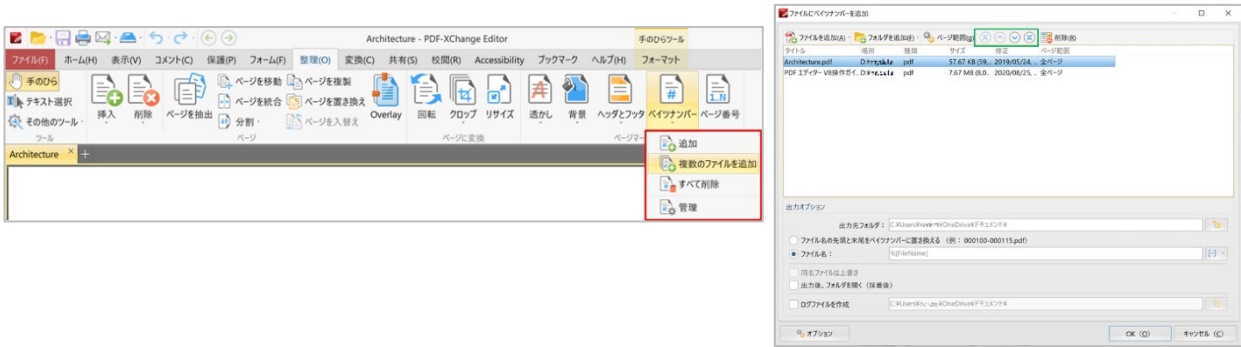 Architecture - PDF-XChange Editor
手のひらツール
ファイル(F) ホーム(H) 表示(V) コメント(C) 保護(P) フォーム(F) 整理(O) 変換(C) 共有(S) 校閲(R) Accessibility ブックマーク ヘルプ(H) フォーマット
手のひら
テキスト選択
その他のツール
ツール
挿入 削除 ページを抽出
ページを移動 ページを複製
ページを統合 ページを置き換え
分割 ページを入替え
ページ
Overlay 回転 クロップ リサイズ
ページに変換
透かし 背景 ヘッダとフッタ ベイツナンバー ページ番号
ページマー
Architecture
追加
複数のファイルを追加
すべて削除
管理
ファイルにベイツナンバーを追加
ファイルを追加(A) フォルダを追加(F) ページ範囲(g) 削除(R)
タイトル 場所 種類 サイズ 修正 ページ範囲
Architecture.pdf pdf 57.67 KB (59... 2019/05/24, ... 全ページ
PDF エディター V8操作ガイ.. pdf 7.67 MB (8,0.. 2020/08/25, ... 全ページ
出力オプション
出力先フォルダ：
ファイル名の先頭と末尾をベイツナンバーに置き換える （例： 000100-000115.pdf)
ファイル名： %[FileName]
同名ファイルは上書き
出力後、フォルダを開く（採番後）
ログファイルを作成
オプション
OK (O) キャンセル (C)